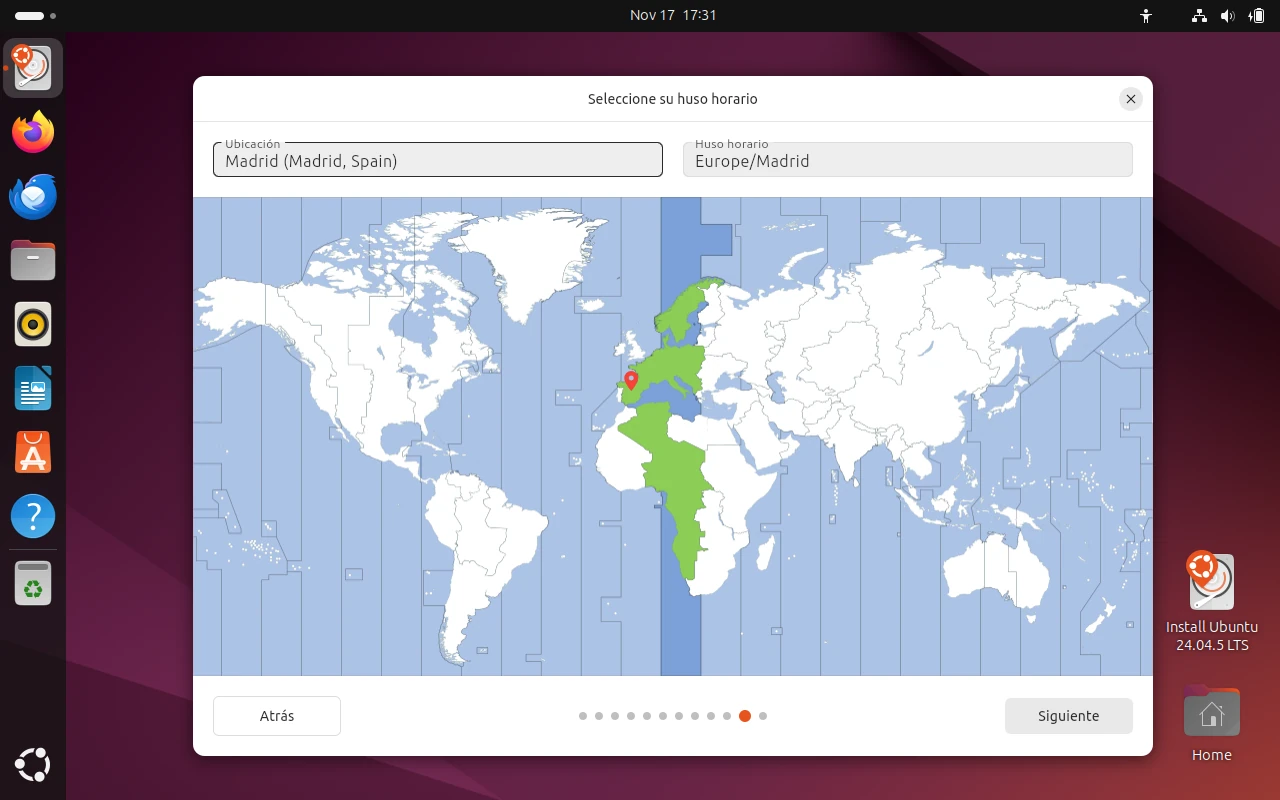 Nov 17 17:31
Seleccione su huso horario
Ubicación
Madrid (Madrid, Spain)
Huso horario
Europe/Madrid
Atrás
Siguiente
Install Ubuntu
24.04.5 LTS
Home